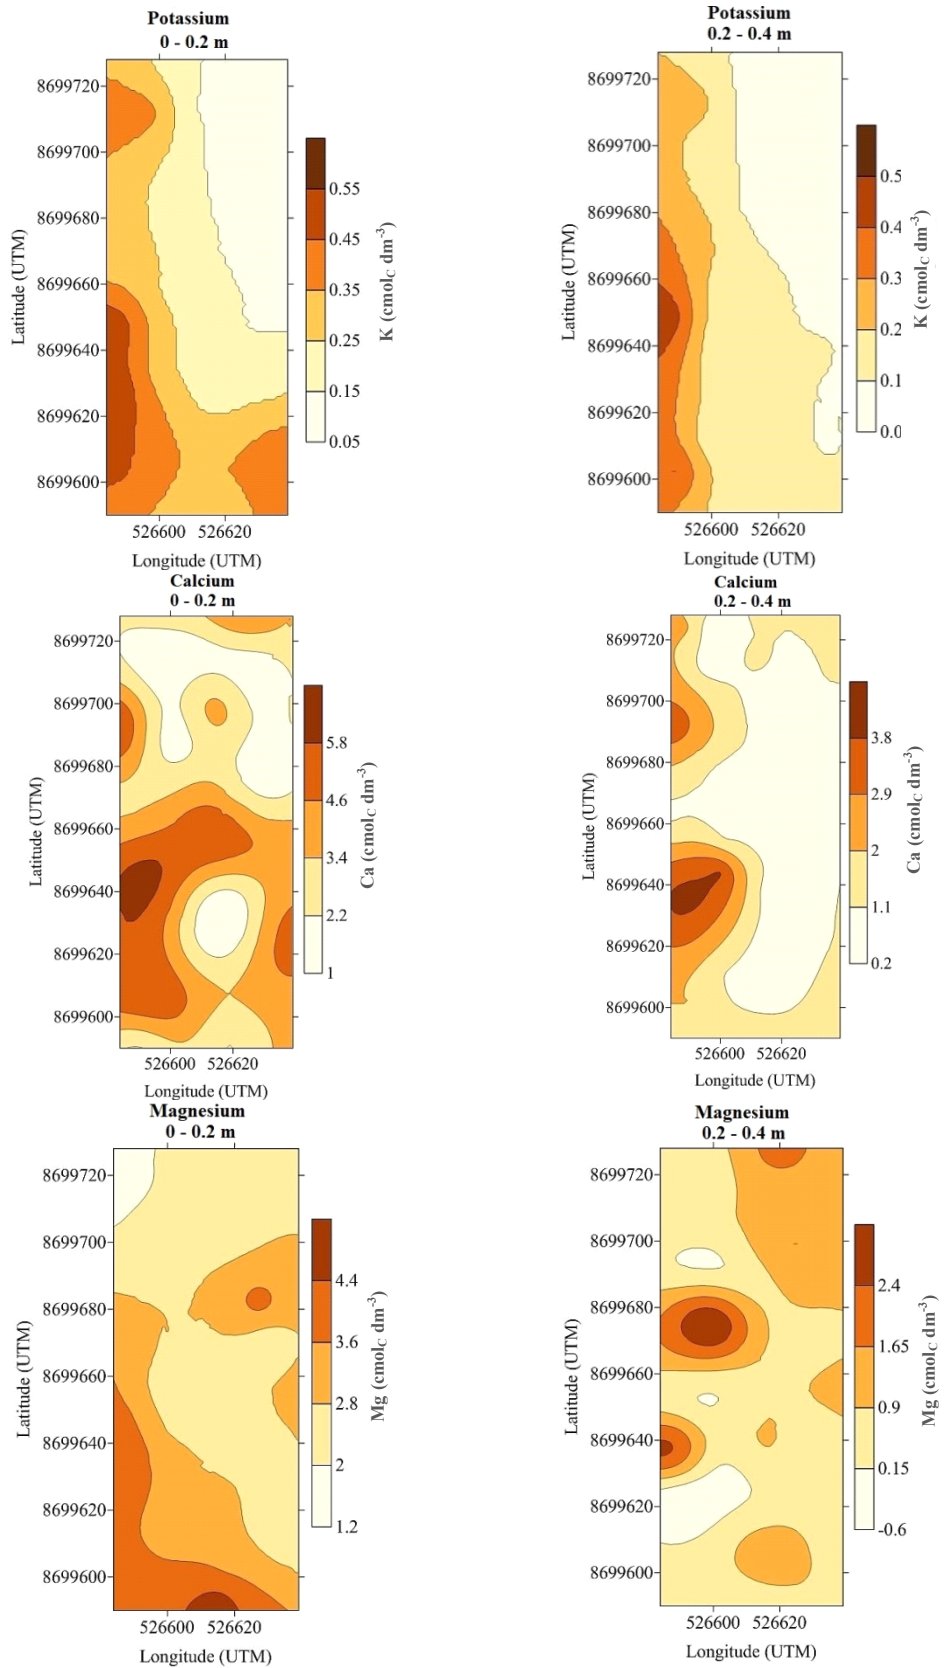 Potassium
0 - 0.2 m
8699720
8699700
8699680
8699660
8699640
8699620
8699600
Latitude (UTM)
526600 526620
Longitude (UTM)
0.55
0.45
0.35
0.25
0.15
0.05
K (cmolC dm-3)
Potassium
0.2 - 0.4 m
8699720
8699700
8699680
8699660
8699640
8699620
8699600
Latitude (UTM)
526600 526620
Longitude (UTM)
0.5
0.4
0.3
0.2
0.1
0.0
K (cmolC dm-3)
Calcium
0 - 0.2 m
8699720
8699700
8699680
8699660
8699640
8699620
8699600
Latitude (UTM)
526600 526620
Longitude (UTM)
5.8
4.6
3.4
2.2
1
Ca (cmolC dm-3)
Calcium
0.2 - 0.4 m
8699720
8699700
8699680
8699660
8699640
8699620
8699600
Latitude (UTM)
526600 526620
Longitude (UTM)
3.8
2.9
2
1.1
0.2
Ca (cmolC dm-3)
Magnesium
0 - 0.2 m
8699720
8699700
8699680
8699660
8699640
8699620
8699600
Latitude (UTM)
526600 526620
Longitude (UTM)
4.4
3.6
2.8
2
1.2
Mg (cmolC dm-3)
Magnesium
0.2 - 0.4 m
8699720
8699700
8699680
8699660
8699640
8699620
8699600
Latitude (UTM)
526600 526620
Longitude (UTM)
2.4
1.65
0.9
0.15
-0.6
Mg (cmolC dm-3)